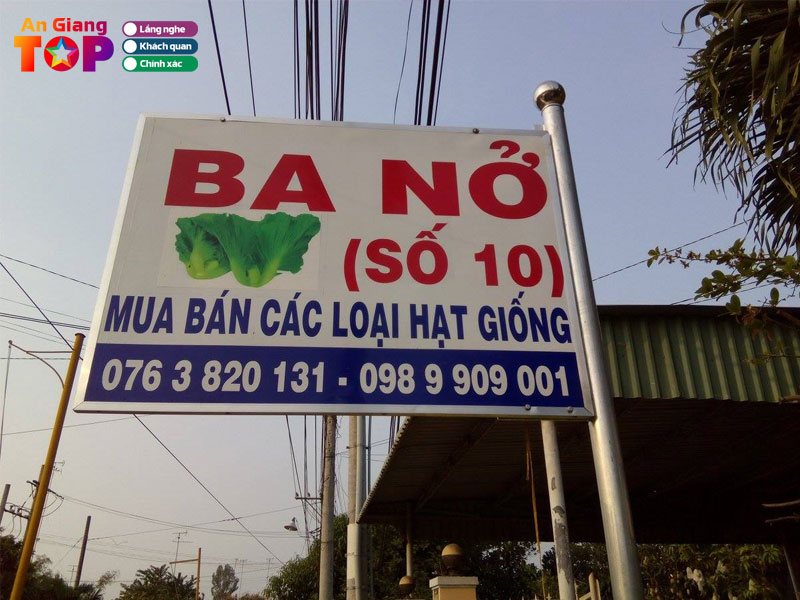 An Giang
TOP
Lắng nghe
Khách quan
Chính xác
BA NỞ
(SỐ 10)
MUA BÁN CÁC LOẠI HẠT GIỐNG
076 3 820 131 - 098 9 909 001